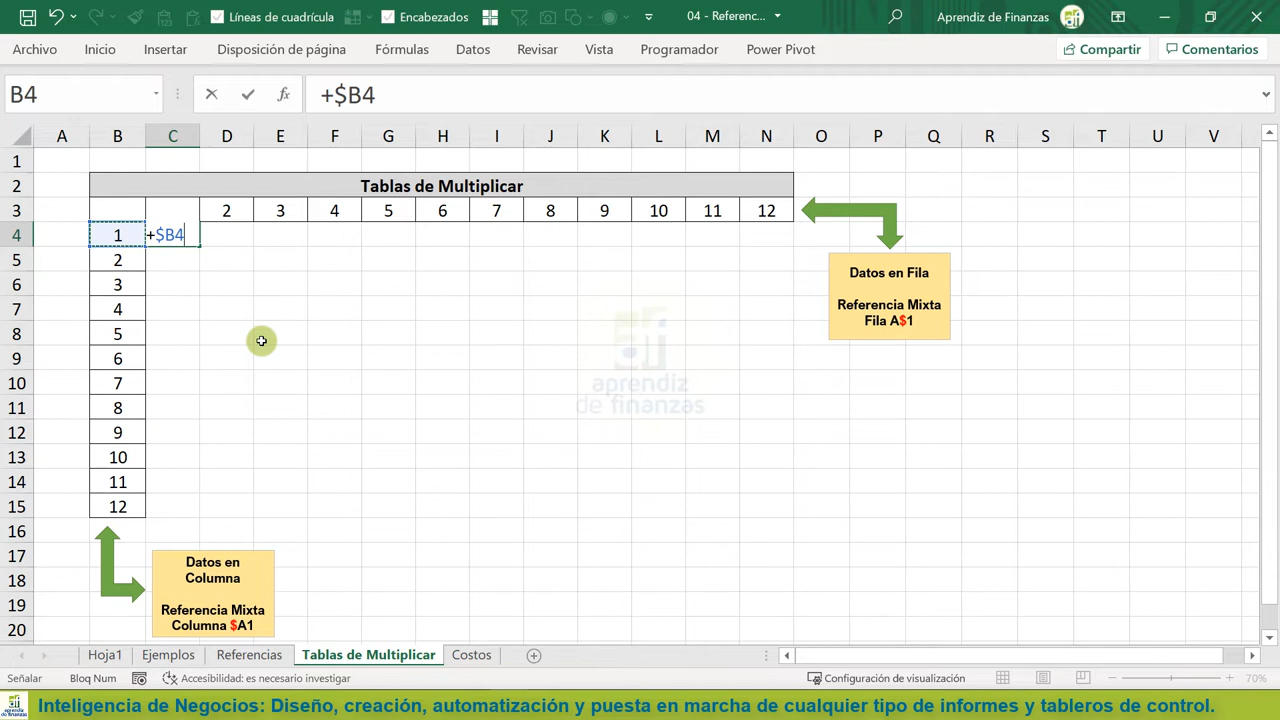 Líneas de cuadrícula
Encabezados
04 - Referenc...
Aprendiz de Finanzas
Archivo
Inicio
Insertar
Disposición de página
Fórmulas
Datos
Revisar
Vista
Programador
Power Pivot
Compartir
Comentarios
B4
fx
+$B4
A B C D E F G H I J K L M N O P Q R S T U V
1
2 Tablas de Multiplicar
3 2 3 4 5 6 7 8 9 10 11 12
4 1 +$B4
5 2
6 3
7 4
8 5
9 6
10 7
11 8
12 9
13 10
14 11
15 12
16
17
18
19
20
Datos en Fila
Referencia Mixta
Fila A$1
aprendiz
de finanzas
Datos en
Columna
Referencia Mixta
Columna $A1
Hoja1
Ejemplos
Referencias
Tablas de Multiplicar
Costos
Señalar
Bloq Num
Accesibilidad: es necesario investigar
Configuración de visualización
70%
Inteligencia de Negocios: Diseño, creación, automatización y puesta en marcha de cualquier tipo de informes y tableros de control.